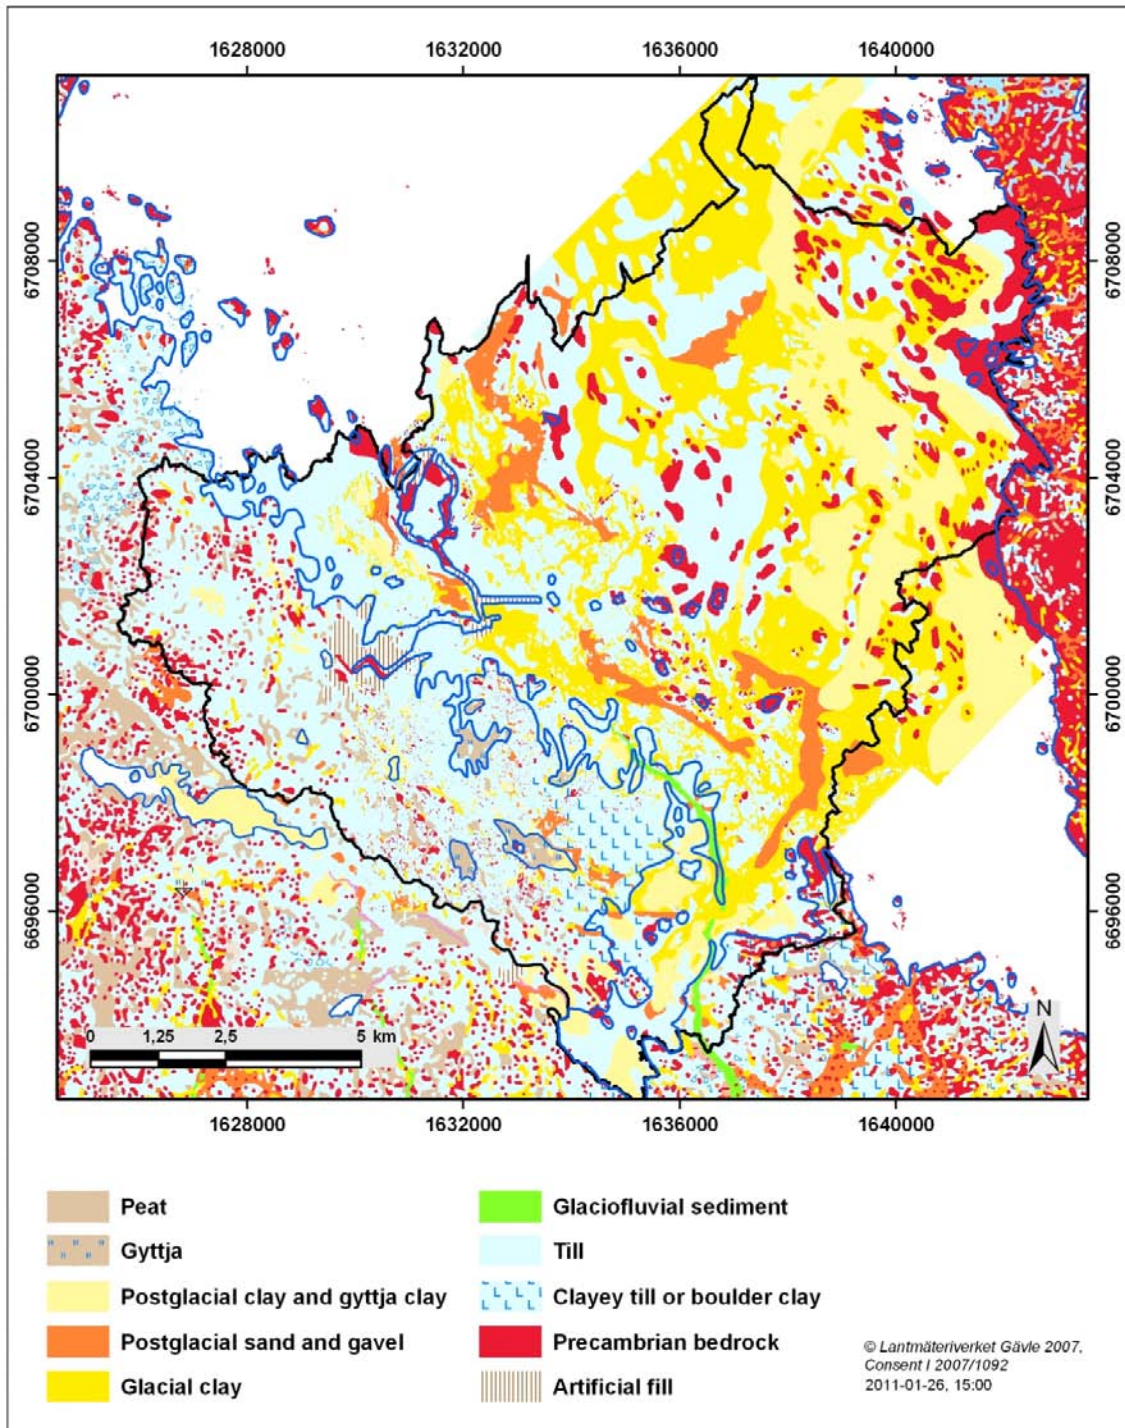 1628000 1632000 1636000 1640000
6708000 6708000
6704000 6704000
6700000 6700000
6696000 6696000
N
0 1,25 2,5 5 km
1628000 1632000 1636000 1640000
Peat
Gyttja
Postglacial clay and gyttja clay
Postglacial sand and gavel
Glacial clay
Glaciofluvial sediment
Till
Clayey till or boulder clay
Precambrian bedrock
Artificial fill
© Lantmäteriverket Gävle 2007,
Consent I 2007/1092
2011-01-26, 15:00